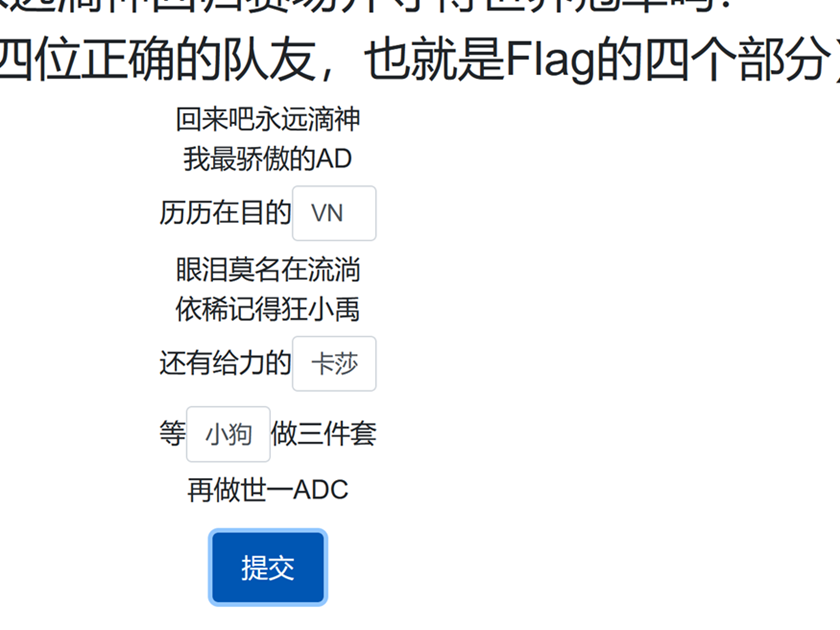 四位正确的队友，也就是Flag的四个部分）
回来吧永远滴神
我最骄傲的AD
历历在目的 VN
眼泪莫名在流淌
依稀记得狂小禹
还有给力的 卡莎
等 小狗 做三件套
再做世一ADC
提交